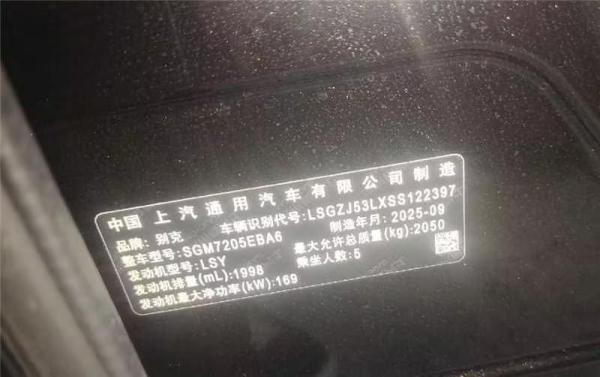 中国 上汽通用汽车有限公司制造
品牌: 别克 车辆识别代号:LSGZJ53LXSS122397
整车型号:SGM7205EBA6 制造年月:2025-09
发动机型号:LSY 最大允许总质量(kg):2050
发动机排量(mL):1998 乘坐人数:5
发动机最大净功率(kW):169